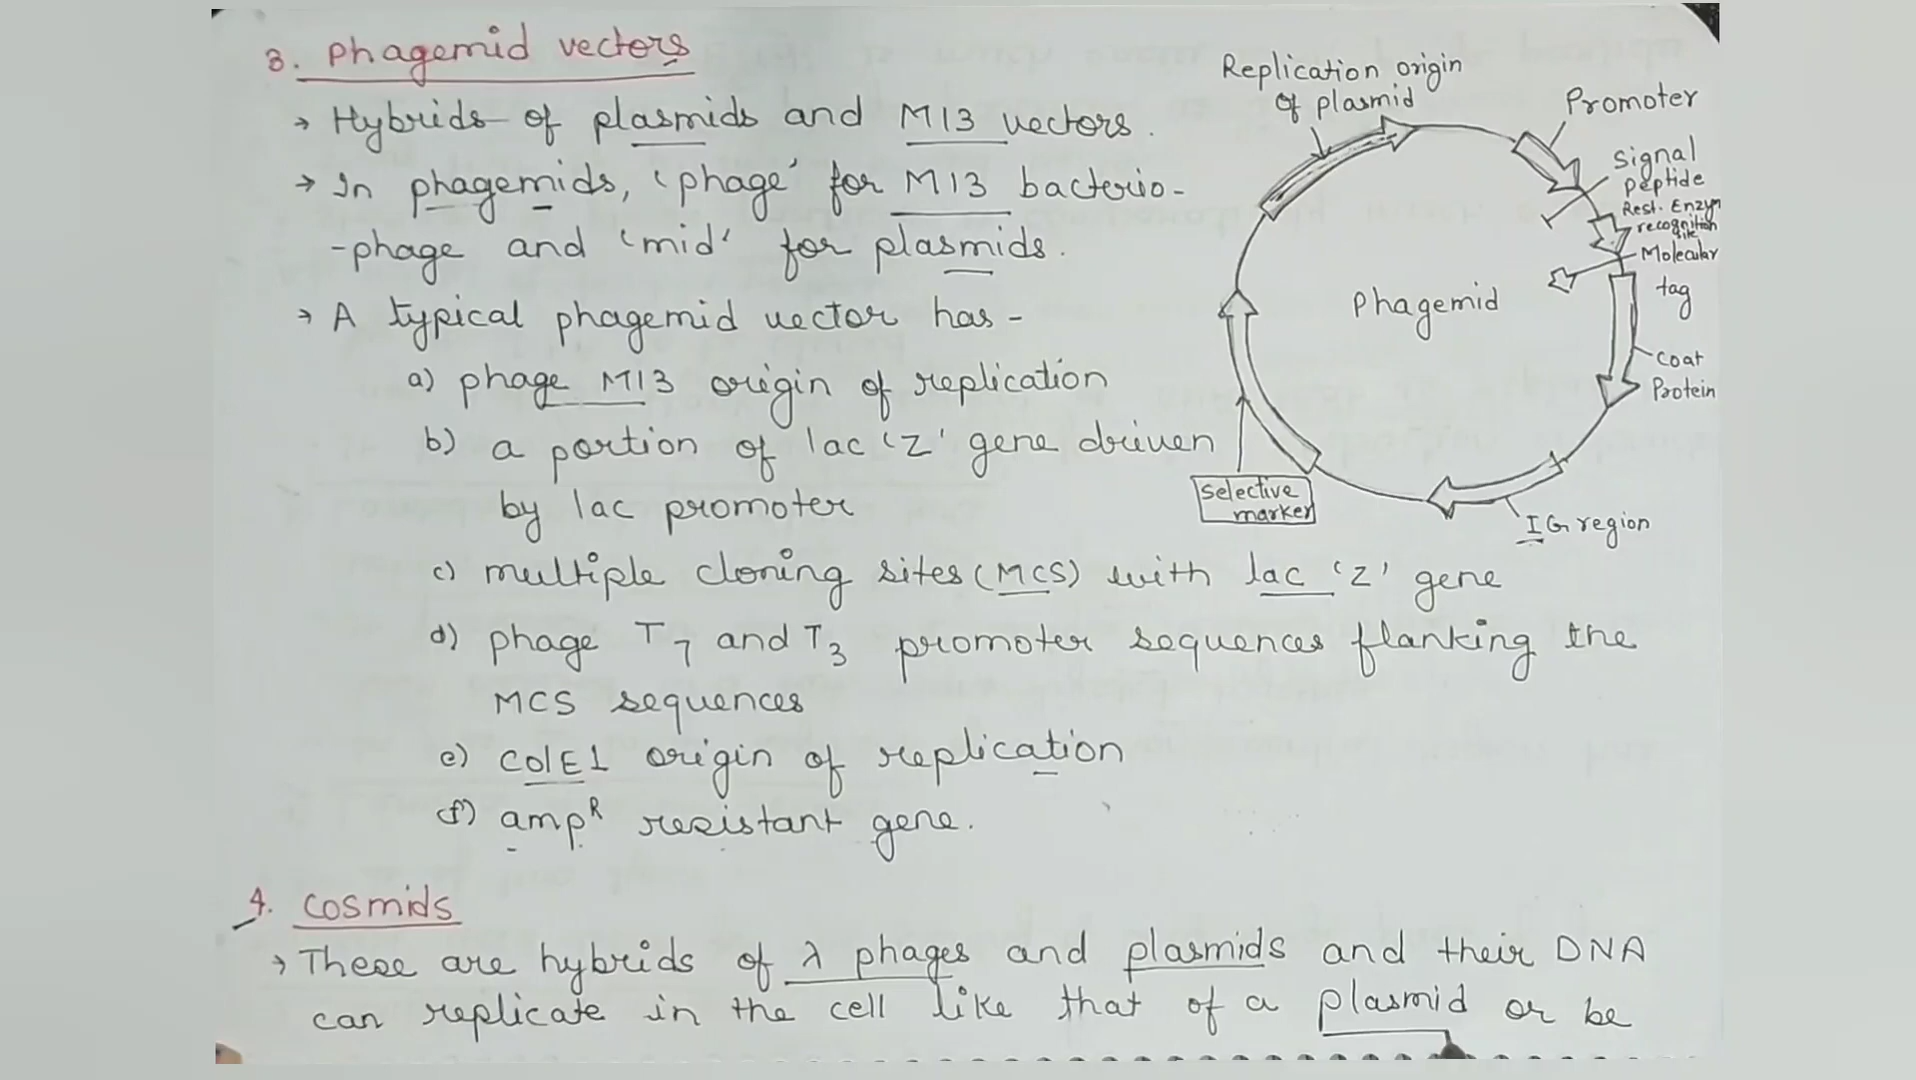 3. Phagemid vectors
→ Hybrids of plasmids and M13 vectors.
→ In phagemids, 'phage' for M13 bacterio-
-phage and 'mid' for plasmids.
→ A typical phagemid vector has -
a) phage M13 origin of replication
b) a portion of lac 'Z' gene driven
by lac promoter
c) multiple cloning sites (MCS) with lac 'Z' gene
d) phage T7 and T3 promoter sequences flanking the
MCS sequences
e) colE1 origin of replication
(f) ampR resistant gene.
Replication origin
of plasmid
Promoter
Signal
peptide
Rest. Enzym
recognition
site
Molecular
tag
Phagemid
Coat
Protein
Selective
marker
IG region
4. Cosmids
→ These are hybrids of λ phages and plasmids and their DNA
can replicate in the cell like that of a plasmid or be